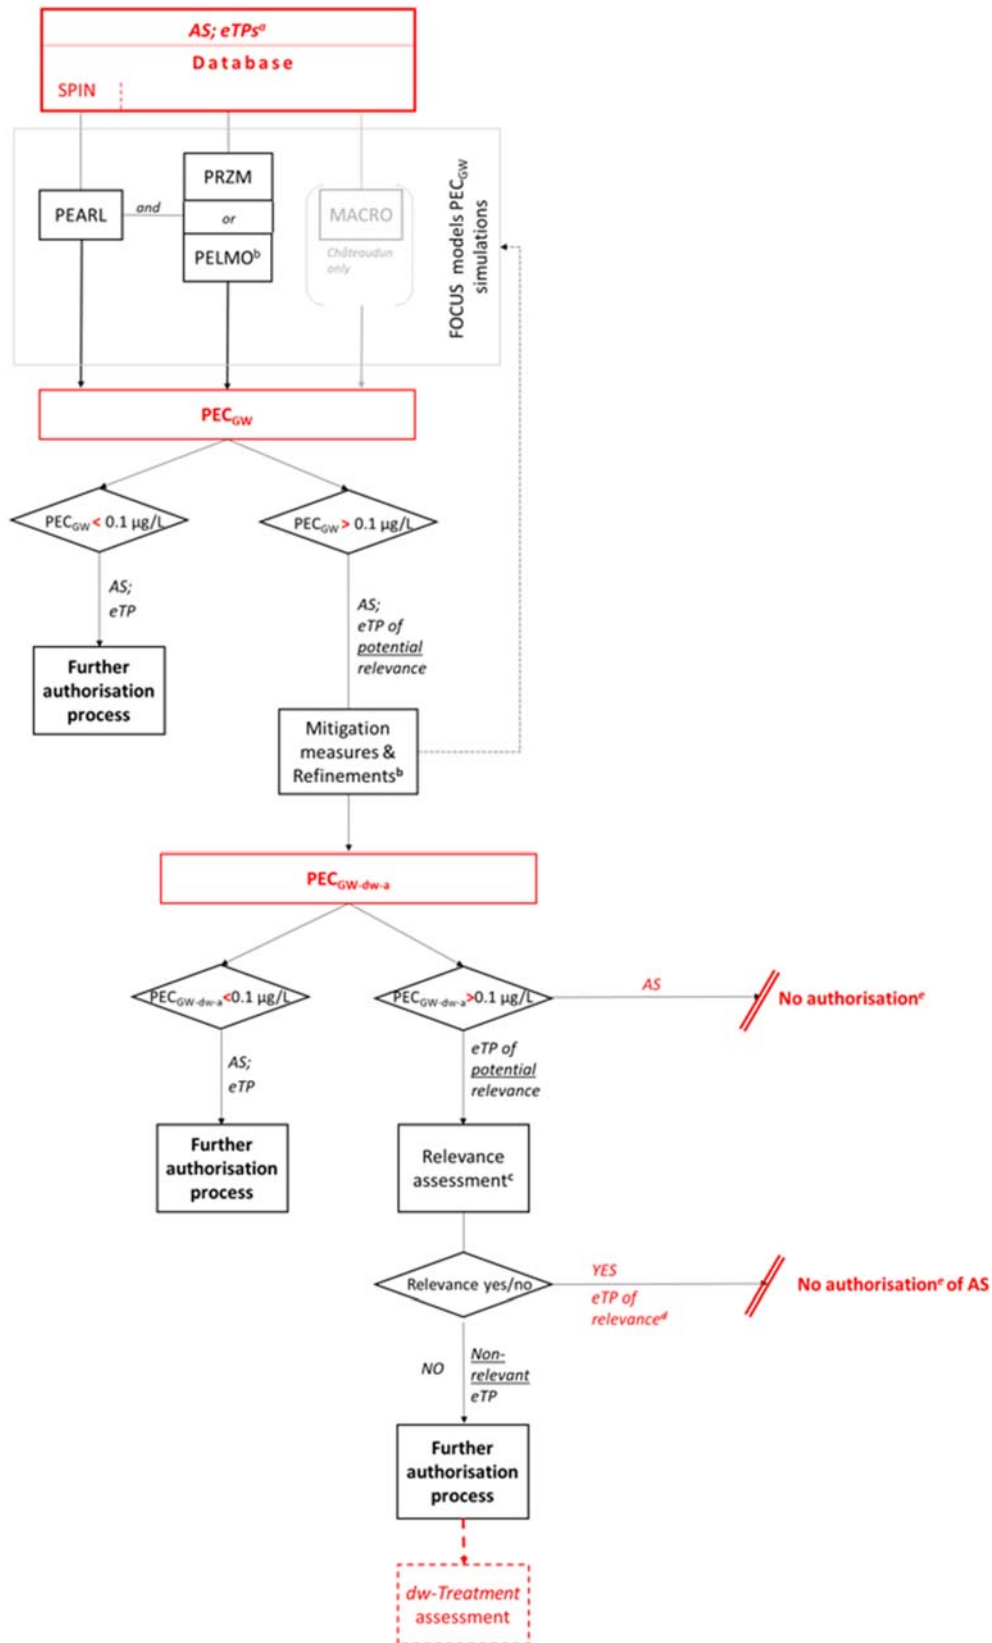 AS; eTPsᵃ
Database
SPIN
PRZM
PEARL
and
or
PELMOᵇ
MACRO
Châteaudun
only
FOCUS models PECGW
simulations
PECGW
PECGW < 0.1 µg/L
PECGW > 0.1 µg/L
AS;
eTP
AS;
eTP of
potential
relevance
Further
authorisation
process
Mitigation
measures &
Refinementsᵇ
PECGW-dw-a
PECGW-dw-a<0.1 µg/L
PECGW-dw-a>0.1 µg/L
AS
No authorisationᵉ
AS;
eTP
eTP of
potential
relevance
Further
authorisation
process
Relevance
assessmentᶜ
Relevance yes/no
YES
eTP of
relevanceᵈ
No authorisationᵉ of AS
NO
Non-
relevant
eTP
Further
authorisation
process
dw-Treatment
assessment